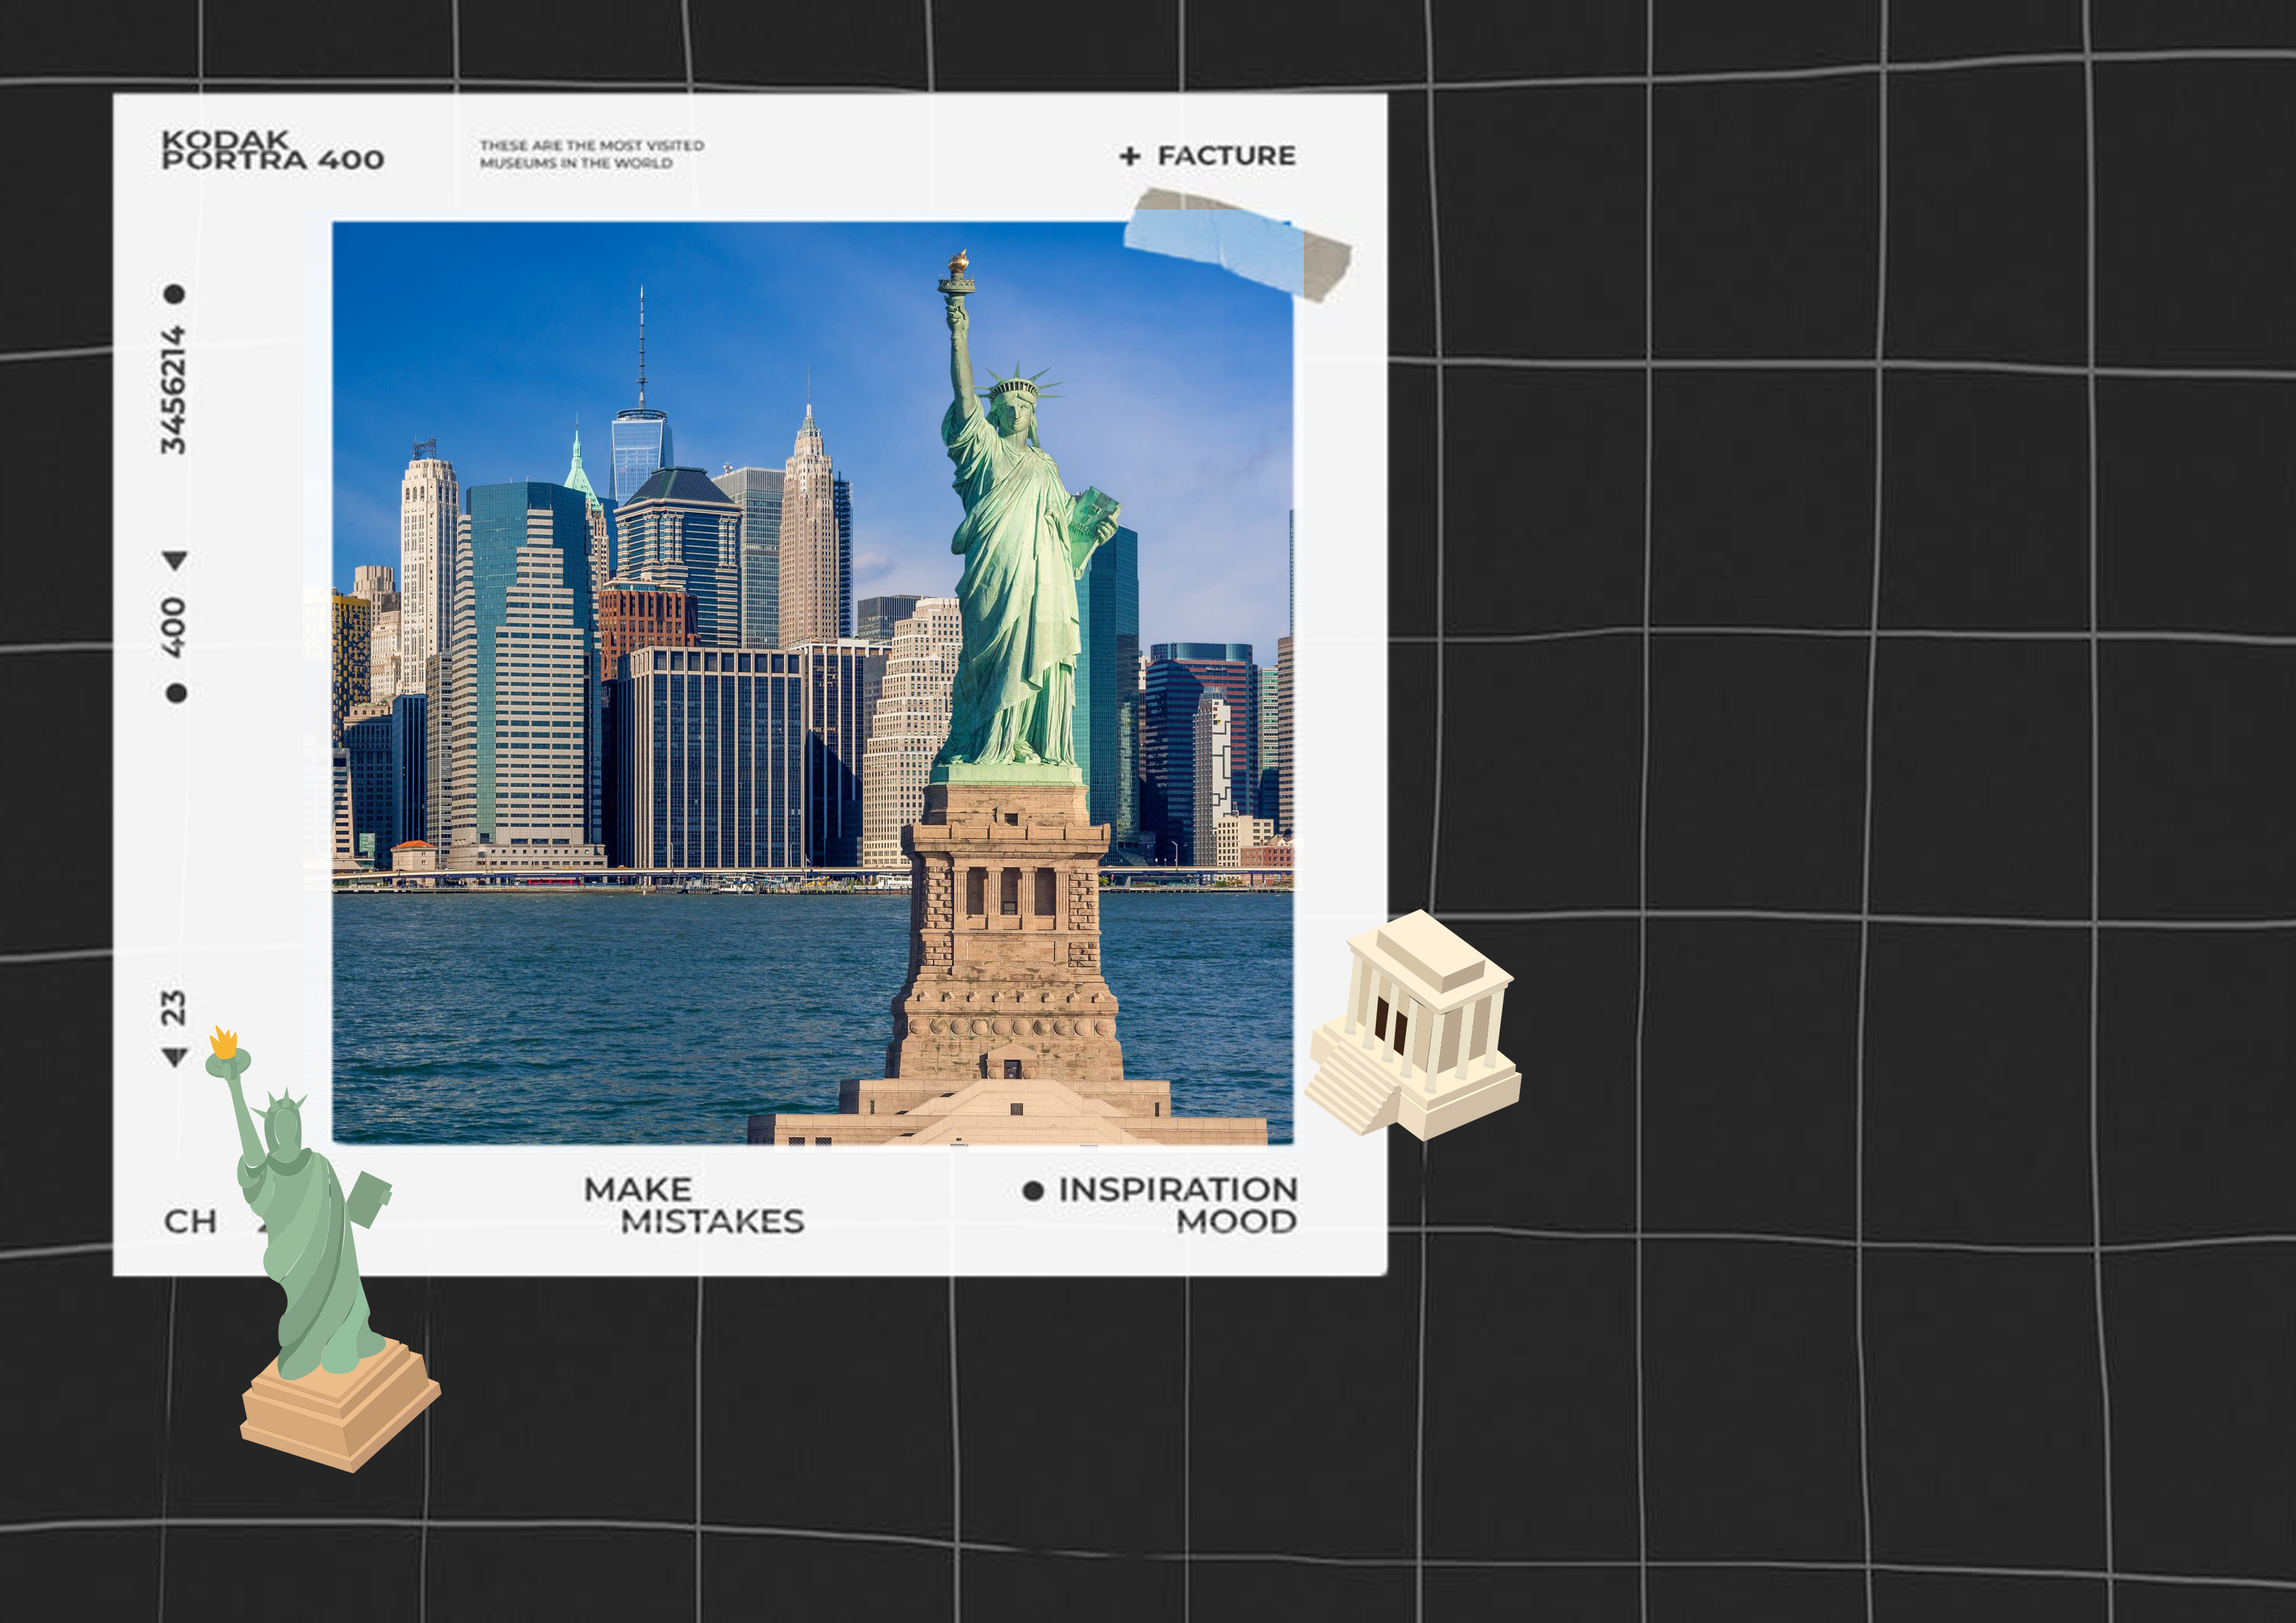 KODAK
PORTRA 400
THESE ARE THE MOST VISITED
MUSEUMS IN THE WORLD
+ FACTURE
3456214
400
23
CH
MAKE
MISTAKES
INSPIRATION
MOOD